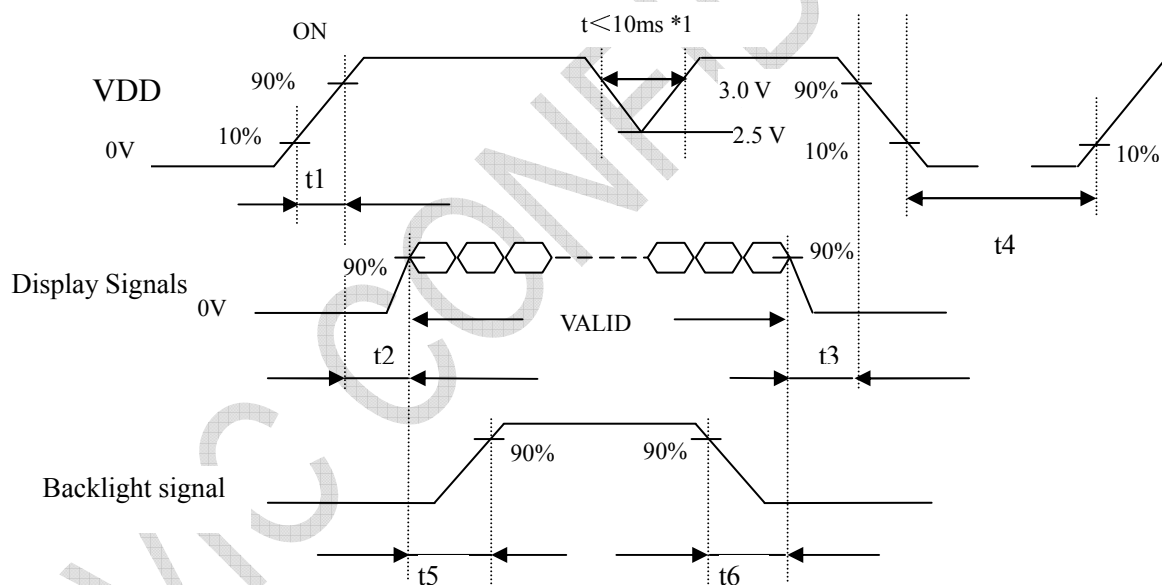 t＜10ms *1
ON
90%
VDD
3.0 V
90%
10%
2.5 V
0V
10%
10%
t1
t4
90%
90%
Display Signals
0V
VALID
t2
t3
90%
90%
Backlight signal
t5
t6